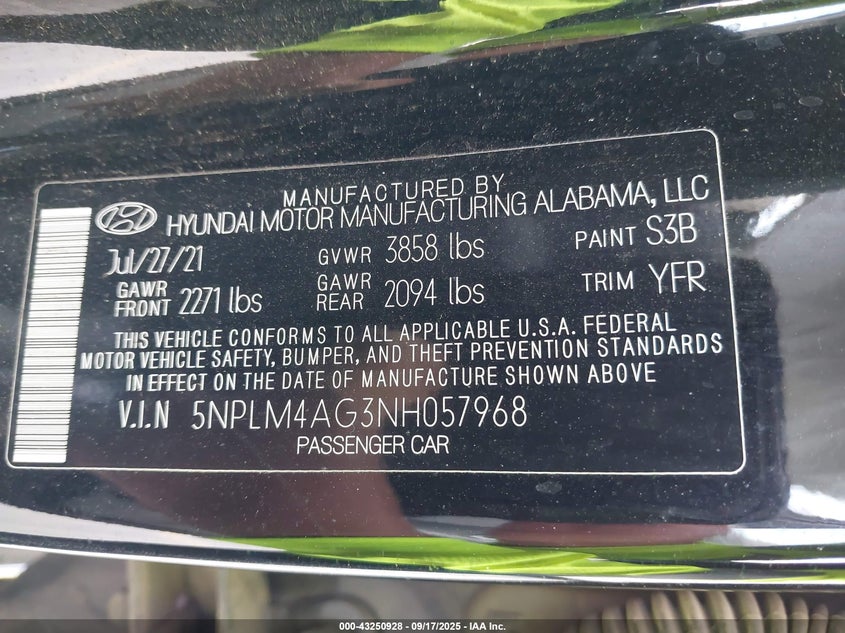 MANUFACTURED BY
HYUNDAI MOTOR MANUFACTURING ALABAMA, LLC
Jul/27/21 GVWR 3858 lbs PAINT S3B
GAWR FRONT 2271 lbs GAWR REAR 2094 lbs TRIM YFR
THIS VEHICLE CONFORMS TO ALL APPLICABLE U.S.A. FEDERAL
MOTOR VEHICLE SAFETY, BUMPER, AND THEFT PREVENTION STANDARDS
IN EFFECT ON THE DATE OF MANUFACTURE SHOWN ABOVE
V.I.N 5NPLM4AG3NH057968
PASSENGER CAR
000-43250928 - 09/17/2025 - IAA Inc.